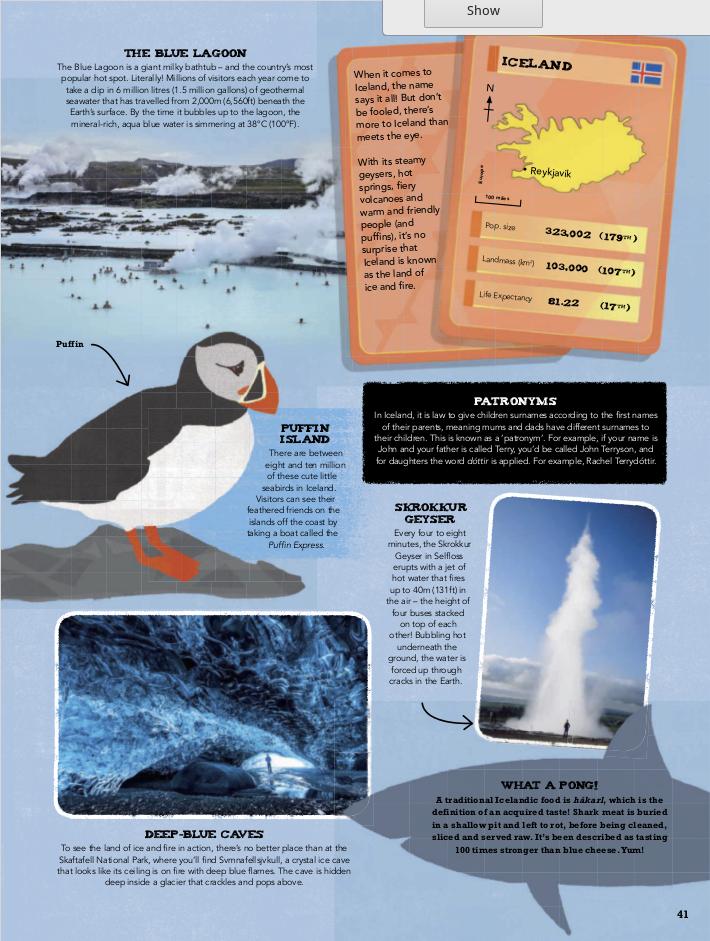 Show
THE BLUE LAGOON
The Blue Lagoon is a giant milky bathtub – and the country's most
popular hot spot. Literally! Millions of visitors each year come to
take a dip in 6 million litres (1.5 million gallons) of geothermal
seawater that has travelled from 2,000m (6,560ft) beneath the
Earth's surface. By the time it bubbles up to the lagoon, the
mineral-rich, aqua blue water is simmering at 38°C (100°F).
When it comes to
Iceland, the name
says it all! But don't
be fooled, there's
more to Iceland than
meets the eye.
With its steamy
geysers, hot
springs, fiery
volcanoes and
warm and friendly
people (and
puffins), it's no
surprise that
Iceland is known
as the land of
ice and fire.
ICELAND
N
Reykjavik
100 miles
Pop. size 323,002 (179TH)
Landmass (km²) 103,000 (107TH)
Life Expectancy 81.22 (17TH)
Puffin
PUFFIN
ISLAND
There are between
eight and ten million
of these cute little
seabirds in Iceland.
Visitors can see their
feathered friends on the
islands off the coast by
taking a boat called the
Puffin Express.
PATRONYMS
In Iceland, it is law to give children surnames according to the first names
of their parents, meaning mums and dads have different surnames to
their children. This is known as a 'patronym'. For example, if your name is
John and your father is called Terry, you'd be called John Terryson, and
for daughters the word dóttir is applied. For example, Rachel Terrydóttir.
SKROKKUR
GEYSER
Every four to eight
minutes, the Skrokkur
Geyser in Selfloss
erupts with a jet of
hot water that fires
up to 40m (131ft) in
the air – the height of
four buses stacked
on top of each
other! Bubbling hot
underneath the
ground, the water is
forced up through
cracks in the Earth.
DEEP-BLUE CAVES
To see the land of ice and fire in action, there's no better place than at the
Skaftafell National Park, where you'll find Svmnafellsjvkull, a crystal ice cave
that looks like its ceiling is on fire with deep blue flames. The cave is hidden
deep inside a glacier that crackles and pops above.
WHAT A PONG!
A traditional Icelandic food is hákarl, which is the
definition of an acquired taste! Shark meat is buried
in a shallow pit and left to rot, before being cleaned,
sliced and served raw. It's been described as tasting
100 times stronger than blue cheese. Yum!
41